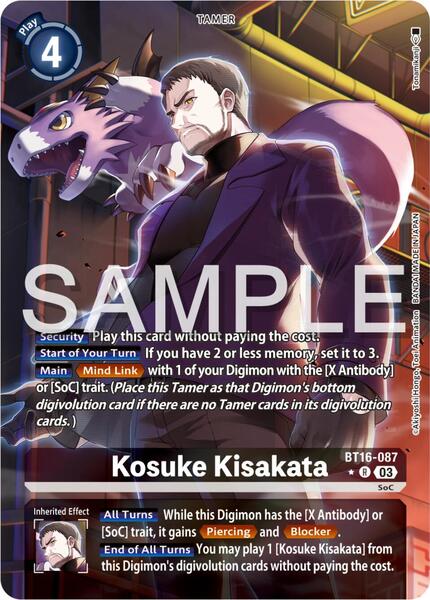 TAMER
Play
4
Tonamikanji
SAMPLE
Security Play this card without paying the cost.
Start of Your Turn If you have 2 or less memory, set it to 3.
Main Mind Link with 1 of your Digimon with the [X Antibody]
or [SoC] trait. (Place this Tamer as that Digimon's bottom
digivolution card if there are no Tamer cards in its digivolution
cards.)
©Akiyoshi Hongo, Toei Animation BANDAI MADE IN JAPAN
Kosuke Kisakata
BT16-087
R 03
SoC
Inherited Effect
All Turns While this Digimon has the [X Antibody] or
[SoC] trait, it gains Piercing and Blocker.
End of All Turns You may play 1 [Kosuke Kisakata] from
this Digimon's digivolution cards without paying the cost.